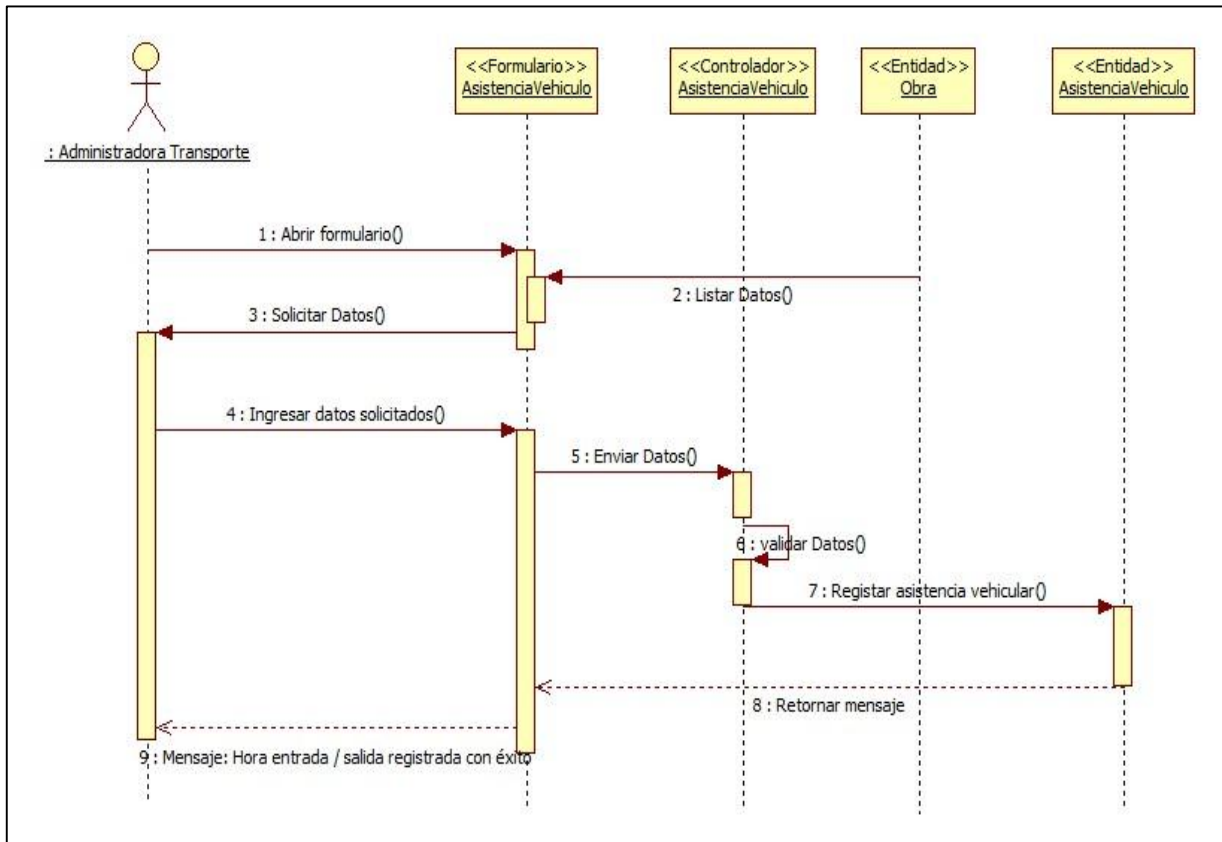 <<Formulario>>
AsistenciaVehiculo
<<Controlador>>
AsistenciaVehiculo
<<Entidad>>
Obra
<<Entidad>>
AsistenciaVehiculo
: Administradora Transporte
1 : Abrir formulario()
2 : Listar Datos()
3 : Solicitar Datos()
4 : Ingresar datos solicitados()
5 : Enviar Datos()
6 : validar Datos()
7 : Registar asistencia vehicular()
8 : Retornar mensaje
9 : Mensaje: Hora entrada / salida registrada con éxito